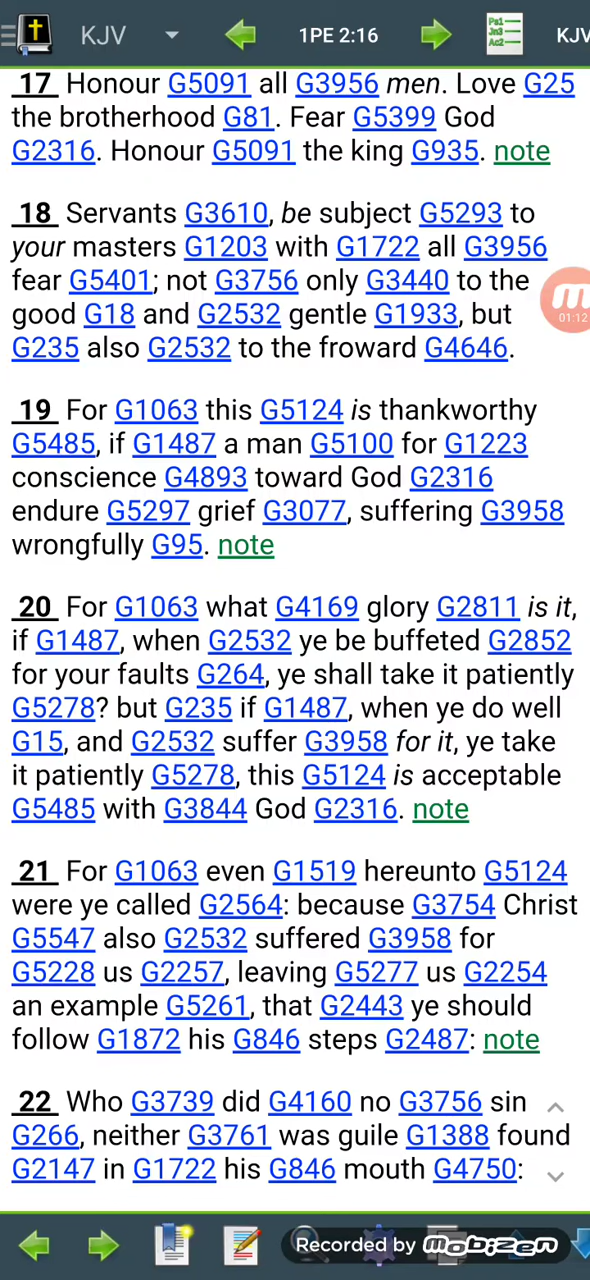 KJV 1PE 2:16 KJV
Ps1
Jn3
Ac2
17 Honour G5091 all G3956 men. Love G25
the brotherhood G81. Fear G5399 God
G2316. Honour G5091 the king G935. note
18 Servants G3610, be subject G5293 to
your masters G1203 with G1722 all G3956
fear G5401; not G3756 only G3440 to the
good G18 and G2532 gentle G1933, but
G235 also G2532 to the froward G4646.
01:12
19 For G1063 this G5124 is thankworthy
G5485, if G1487 a man G5100 for G1223
conscience G4893 toward God G2316
endure G5297 grief G3077, suffering G3958
wrongfully G95. note
20 For G1063 what G4169 glory G2811 is it,
if G1487, when G2532 ye be buffeted G2852
for your faults G264, ye shall take it patiently
G5278? but G235 if G1487, when ye do well
G15, and G2532 suffer G3958 for it, ye take
it patiently G5278, this G5124 is acceptable
G5485 with G3844 God G2316. note
21 For G1063 even G1519 hereunto G5124
were ye called G2564: because G3754 Christ
G5547 also G2532 suffered G3958 for
G5228 us G2257, leaving G5277 us G2254
an example G5261, that G2443 ye should
follow G1872 his G846 steps G2487: note
22 Who G3739 did G4160 no G3756 sin
G266, neither G3761 was guile G1388 found
G2147 in G1722 his G846 mouth G4750:
Recorded by mobizen